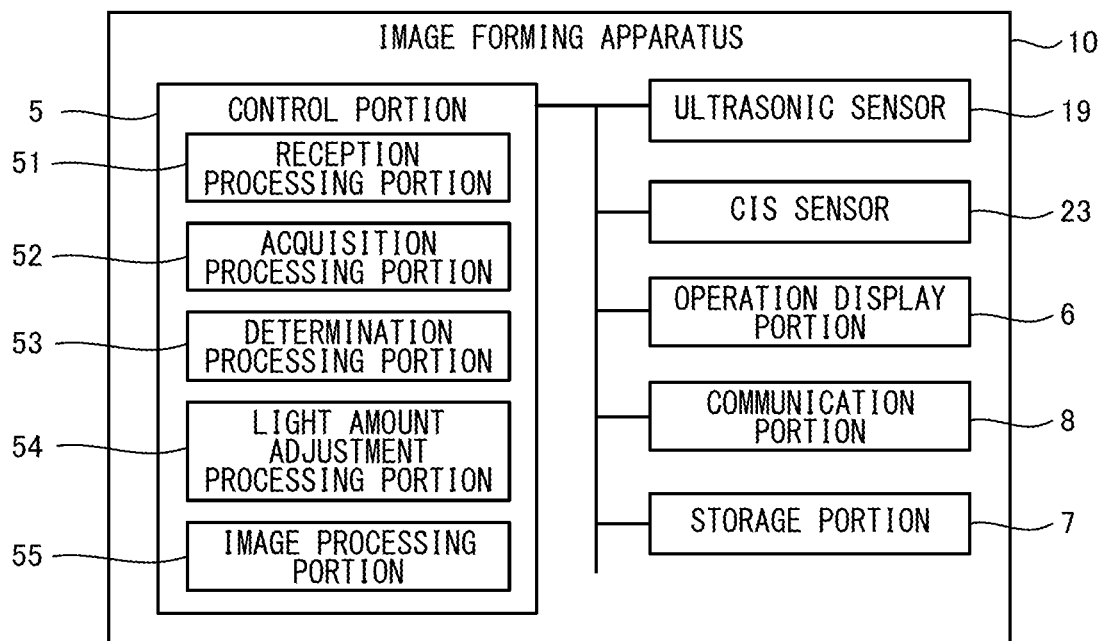 IMAGE FORMING APPARATUS
10
5
CONTROL PORTION
51
RECEPTION
PROCESSING PORTION
52
ACQUISITION
PROCESSING PORTION
53
DETERMINATION
PROCESSING PORTION
54
LIGHT AMOUNT
ADJUSTMENT
PROCESSING PORTION
55
IMAGE PROCESSING
PORTION
ULTRASONIC SENSOR
19
CIS SENSOR
23
OPERATION DISPLAY
PORTION
6
COMMUNICATION
PORTION
8
STORAGE PORTION
7